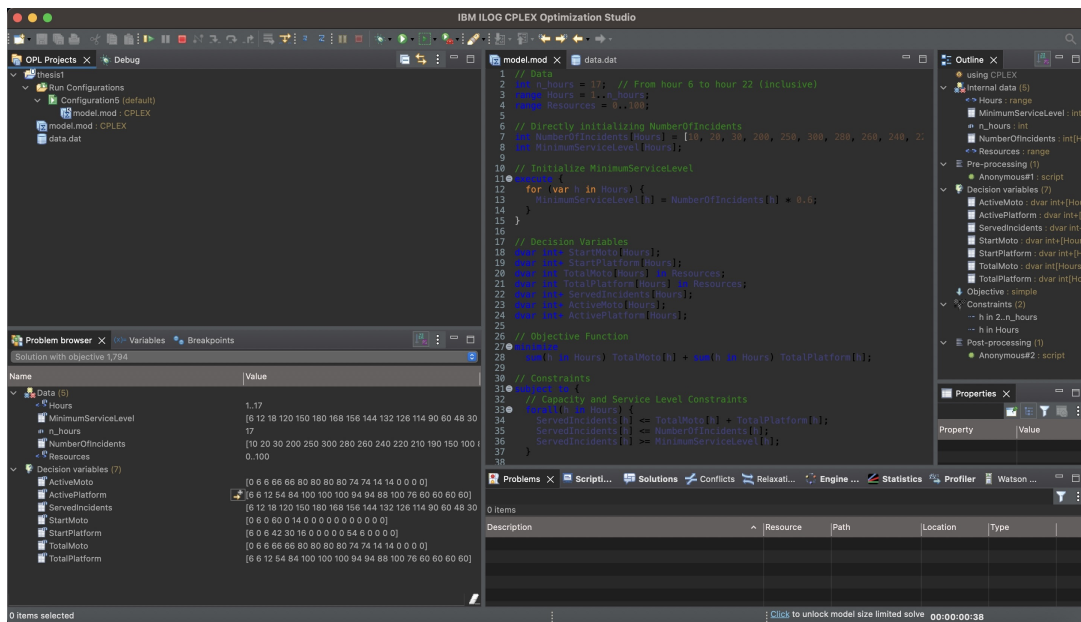 IBM ILOG CPLEX Optimization Studio
OPL Projects
Debug
thesis1
Run Configurations
Configuration5 (default)
model.mod : CPLEX
model.mod : CPLEX
data.dat
model.mod
data.dat
1 // Data
2 int n_hours = 17; // From hour 6 to hour 22 (inclusive)
3 range Hours = 1..n_hours;
4 range Resources = 0..100;
5
6 // Directly initializing NumberOfIncidents
7 int NumberOfIncidents[Hours] = [10, 20, 30, 200, 250, 300, 280, 260, 240, 22
8 int MinimumServiceLevel[Hours];
9
10 // Initialize MinimumServiceLevel
11 execute {
12 for (var h in Hours) {
13 MinimumServiceLevel[h] = NumberOfIncidents[h] * 0.6;
14 }
15 }
16
17 // Decision Variables
18 dvar int+ StartMoto[Hours];
19 dvar int+ StartPlatform[Hours];
20 dvar int TotalMoto[Hours] in Resources;
21 dvar int TotalPlatform[Hours] in Resources;
22 dvar int+ ServedIncidents[Hours];
23 dvar int+ ActiveMoto[Hours];
24 dvar int+ ActivePlatform[Hours];
25
26 // Objective Function
27 minimize
28 sum(h in Hours) TotalMoto[h] + sum(h in Hours) TotalPlatform[h];
29
30 // Constraints
31 subject to {
32 // Capacity and Service Level Constraints
33 forall(h in Hours) {
34 ServedIncidents[h] <= TotalMoto[h] + TotalPlatform[h];
35 ServedIncidents[h] <= NumberOfIncidents[h];
36 ServedIncidents[h] >= MinimumServiceLevel[h];
37 }
38
Outline
using CPLEX
Internal data (5)
Hours : range
MinimumServiceLevel : int
n_hours : int
NumberOfIncidents : int[H
Resources : range
Pre-processing (1)
Anonymous#1 : script
Decision variables (7)
ActiveMoto : dvar int+[Hou
ActivePlatform : dvar int+[
ServedIncidents : dvar int+
StartMoto : dvar int+[Hours
StartPlatform : dvar int+[H
TotalMoto : dvar int[Hours
TotalPlatform : dvar int[Ho
Objective : simple
Constraints (2)
h in 2..n_hours
h in Hours
Post-processing (1)
Anonymous#2 : script
Problem browser
Variables
Breakpoints
Solution with objective 1,794
Name Value
Data (5)
Hours 1..17
MinimumServiceLevel [6 12 18 120 150 180 168 156 144 132 126 114 90 60 48 30
n_hours 17
NumberOfIncidents [10 20 30 200 250 300 280 260 240 220 210 190 150 100 8
Resources 0..100
Decision variables (7)
ActiveMoto [0 6 6 66 66 80 80 80 80 74 74 14 14 0 0 0 0]
ActivePlatform [6 6 12 54 84 100 100 100 94 94 88 100 76 60 60 60 60]
ServedIncidents [6 12 18 120 150 180 168 156 144 132 126 114 90 60 48 30
StartMoto [0 6 0 60 0 14 0 0 0 0 0 0 0 0 0 0 0]
StartPlatform [6 0 6 42 30 16 0 0 0 0 0 54 6 0 0 0 0]
TotalMoto [0 6 6 66 66 80 80 80 80 74 74 14 14 0 0 0 0]
TotalPlatform [6 6 12 54 84 100 100 100 94 94 88 100 76 60 60 60 60]
Properties
Property Value
Problems
Scripti...
Solutions
Conflicts
Relaxati...
Engine ...
Statistics
Profiler
Watson ...
0 items
Description Resource Path Location Type
0 items selected
Click to unlock model size limited solve 00:00:00:38